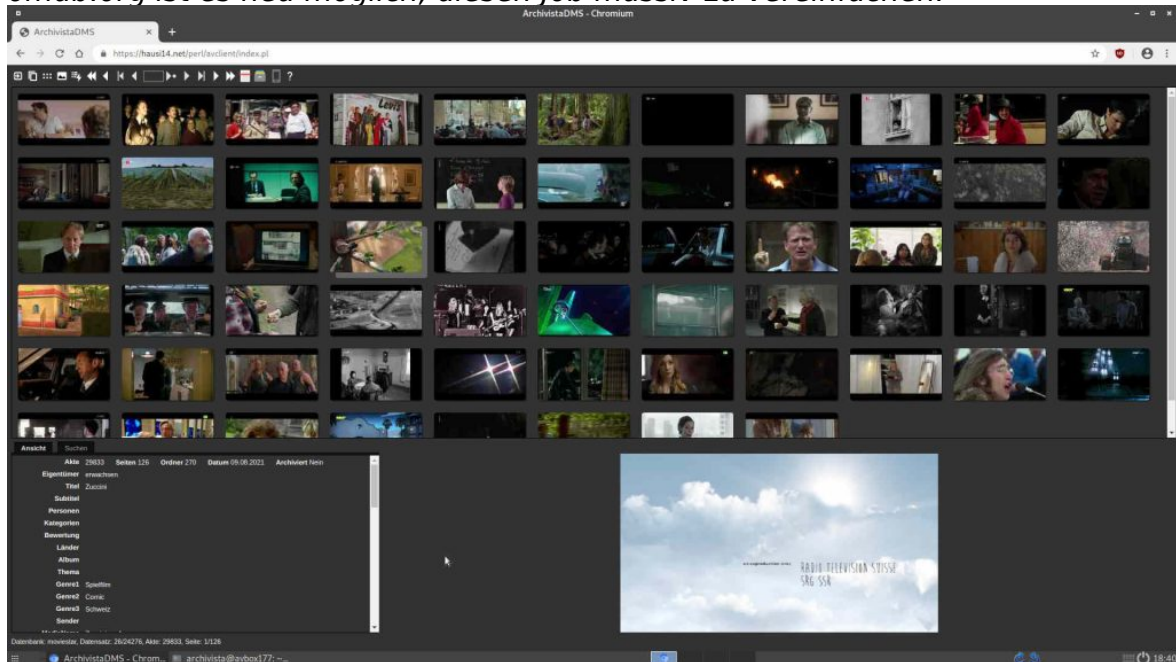 ArchivistaDMS - Chromium
ArchivistaDMS
https://hausi14.net/perl/avclient/index.pl
?
Levi's
Ansicht Suchen
Akte 29833 Seiten 126 Ordner 270 Datum 09.08.2021 Archiviert Nein
Eigentümer erwachsen
Titel Zuccini
Subtitel
Personen
Kategorien
Bewertung
Länder
Album
Thema
Genre1 Spielfilm
Genre2 Comic
Genre3 Schweiz
Sender
RADIO TELEVISION SUISSE
SRG SSR
Datenbank: moviestar, Datensatz: 26/24276, Akte: 29833, Seite: 1/126
ArchivistaDMS - Chrom... archivista@avbox177: ~...
18:40